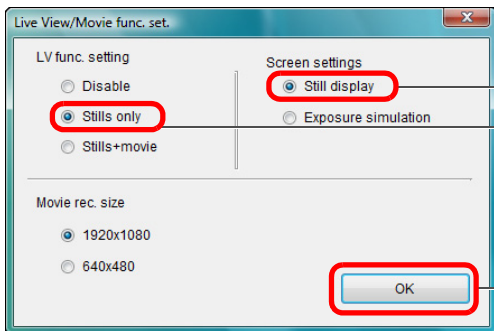 Live View/Movie func. set.
LV func. setting
Disable
Stills only
Stills+movie
Screen settings
Still display
Exposure simulation
Movie rec. size
1920x1080
640x480
OK